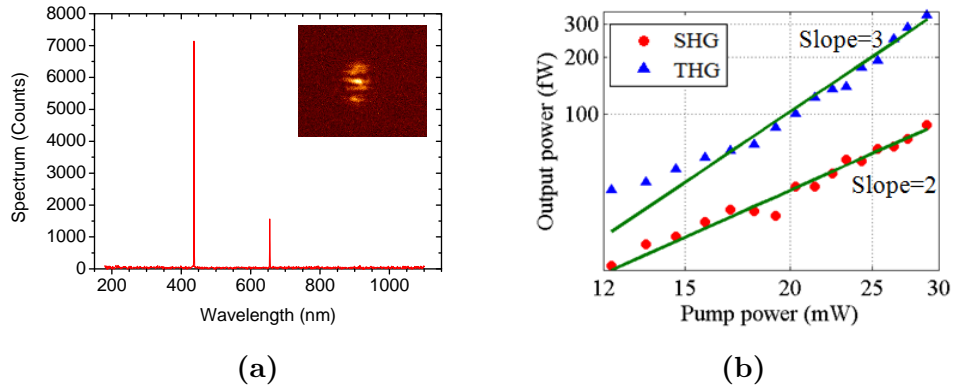 8000
7000
6000
5000
4000
3000
2000
1000
0
Spectrum (Counts)
200 400 600 800 1000
Wavelength (nm)
(a)
300
200
100
Output power (fW)
SHG
THG
Slope=3
Slope=2
12 15 20 25 30
Pump power (mW)
(b)